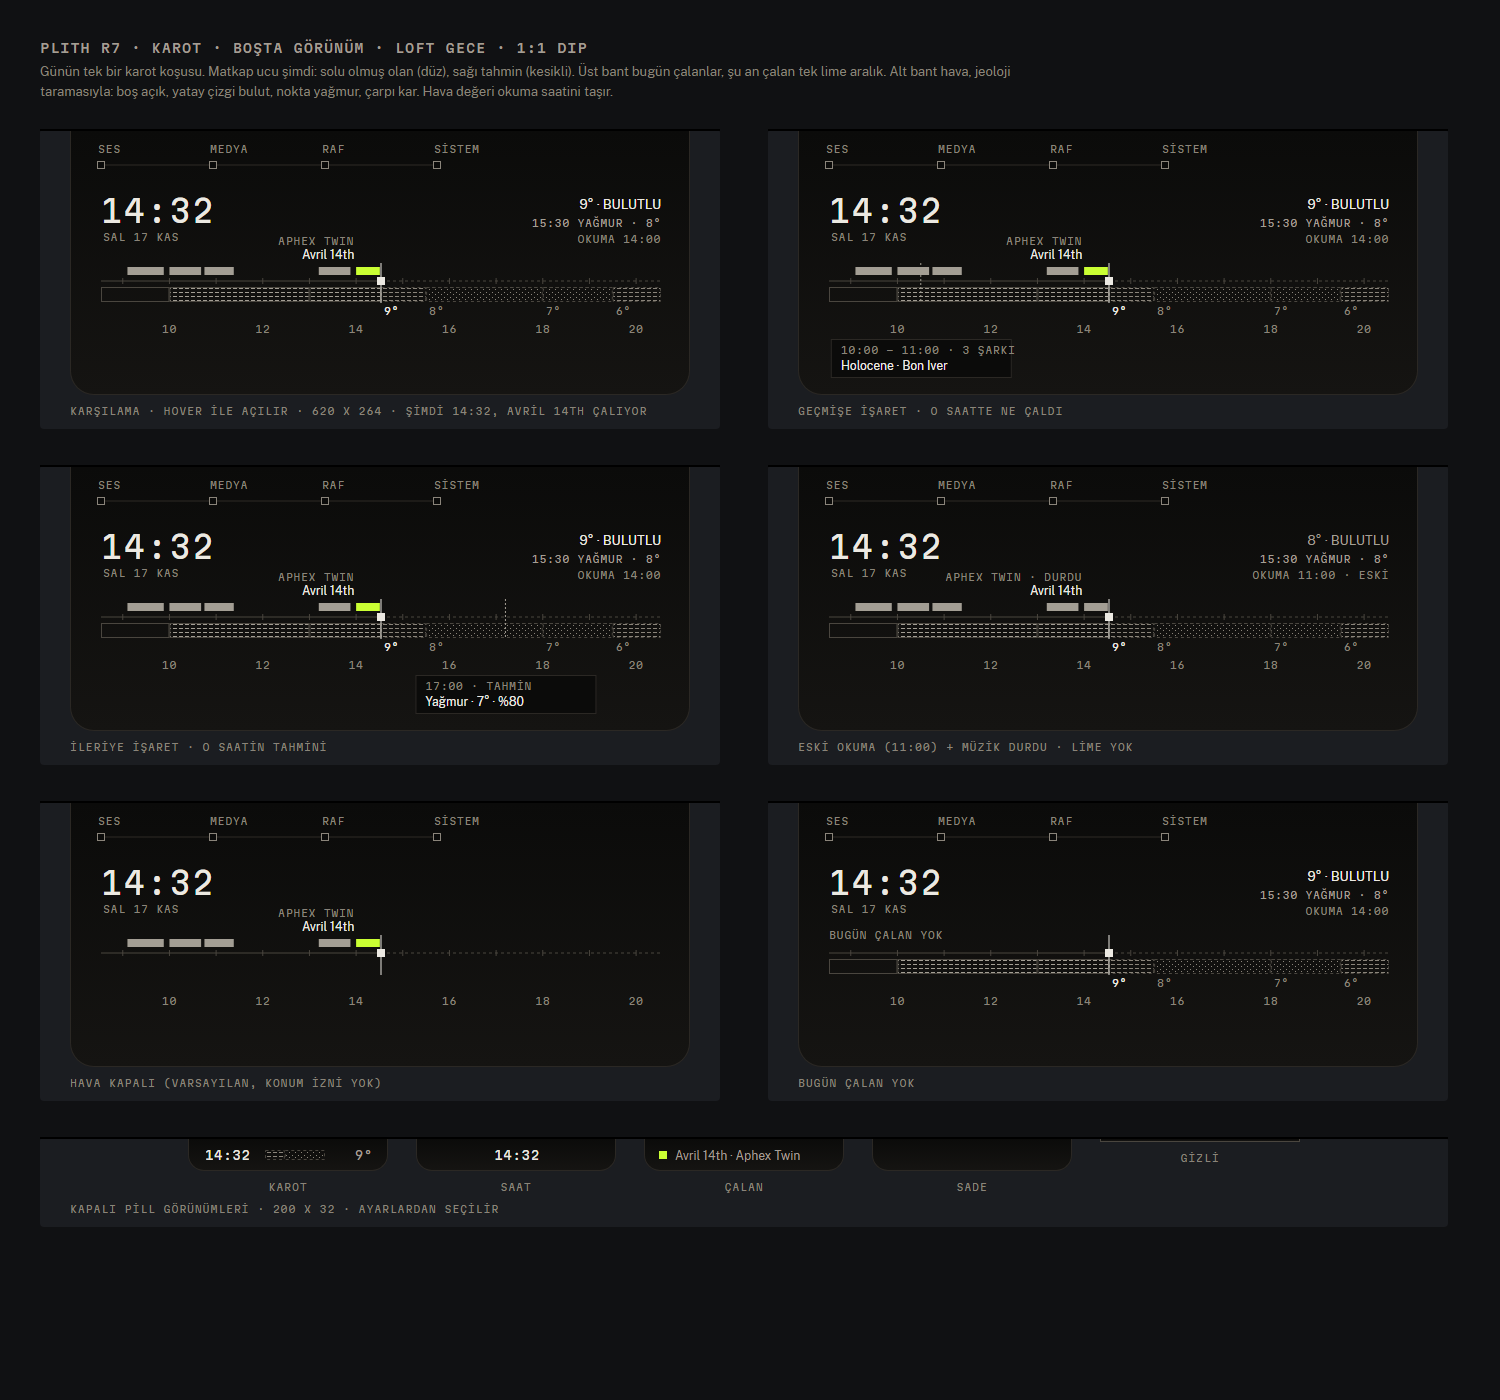 PLITH R7 · KAROT · BOŞTA GÖRÜNÜM · LOFT GECE · 1:1 DIP
Günün tek bir karot koşusu. Matkap ucu şimdi: solu olmuş olan (düz), sağı tahmin (kesikli). Üst bant bugün çalanlar, şu an çalan tek lime aralık. Alt bant hava, jeoloji
taramasıyla: boş açık, yatay çizgi bulut, nokta yağmur, çarpı kar. Hava değeri okuma saatini taşır.
SES MEDYA RAF SİSTEM
14:32
SAL 17 KAS
9° · BULUTLU
15:30 YAĞMUR · 8°
OKUMA 14:00
APHEX TWIN
Avril 14th
9° 8° 7° 6°
10 12 14 16 18 20
KARŞILAMA · HOVER İLE AÇILIR · 620 X 264 · ŞİMDİ 14:32, AVRİL 14TH ÇALIYOR
SES MEDYA RAF SİSTEM
14:32
SAL 17 KAS
9° · BULUTLU
15:30 YAĞMUR · 8°
OKUMA 14:00
APHEX TWIN
Avril 14th
9° 8° 7° 6°
10 12 14 16 18 20
10:00 – 11:00 · 3 ŞARKI
Holocene · Bon Iver
GEÇMİŞE İŞARET · O SAATTE NE ÇALDI
SES MEDYA RAF SİSTEM
14:32
SAL 17 KAS
9° · BULUTLU
15:30 YAĞMUR · 8°
OKUMA 14:00
APHEX TWIN
Avril 14th
9° 8° 7° 6°
10 12 14 16 18 20
17:00 · TAHMİN
Yağmur · 7° · %80
İLERİYE İŞARET · O SAATİN TAHMİNİ
SES MEDYA RAF SİSTEM
14:32
SAL 17 KAS
8° · BULUTLU
15:30 YAĞMUR · 8°
OKUMA 11:00 · ESKİ
APHEX TWIN · DURDU
Avril 14th
9° 8° 7° 6°
10 12 14 16 18 20
ESKİ OKUMA (11:00) + MÜZİK DURDU · LİME YOK
SES MEDYA RAF SİSTEM
14:32
SAL 17 KAS
APHEX TWIN
Avril 14th
10 12 14 16 18 20
HAVA KAPALI (VARSAYILAN, KONUM İZNİ YOK)
SES MEDYA RAF SİSTEM
14:32
SAL 17 KAS
9° · BULUTLU
15:30 YAĞMUR · 8°
OKUMA 14:00
BUGÜN ÇALAN YOK
9° 8° 7° 6°
10 12 14 16 18 20
BUGÜN ÇALAN YOK
14:32 9°
KAROT
14:32
SAAT
Avril 14th · Aphex Twin
ÇALAN
SADE
GİZLİ
KAPALI PİLL GÖRÜNÜMLERİ · 200 X 32 · AYARLARDAN SEÇİLİR